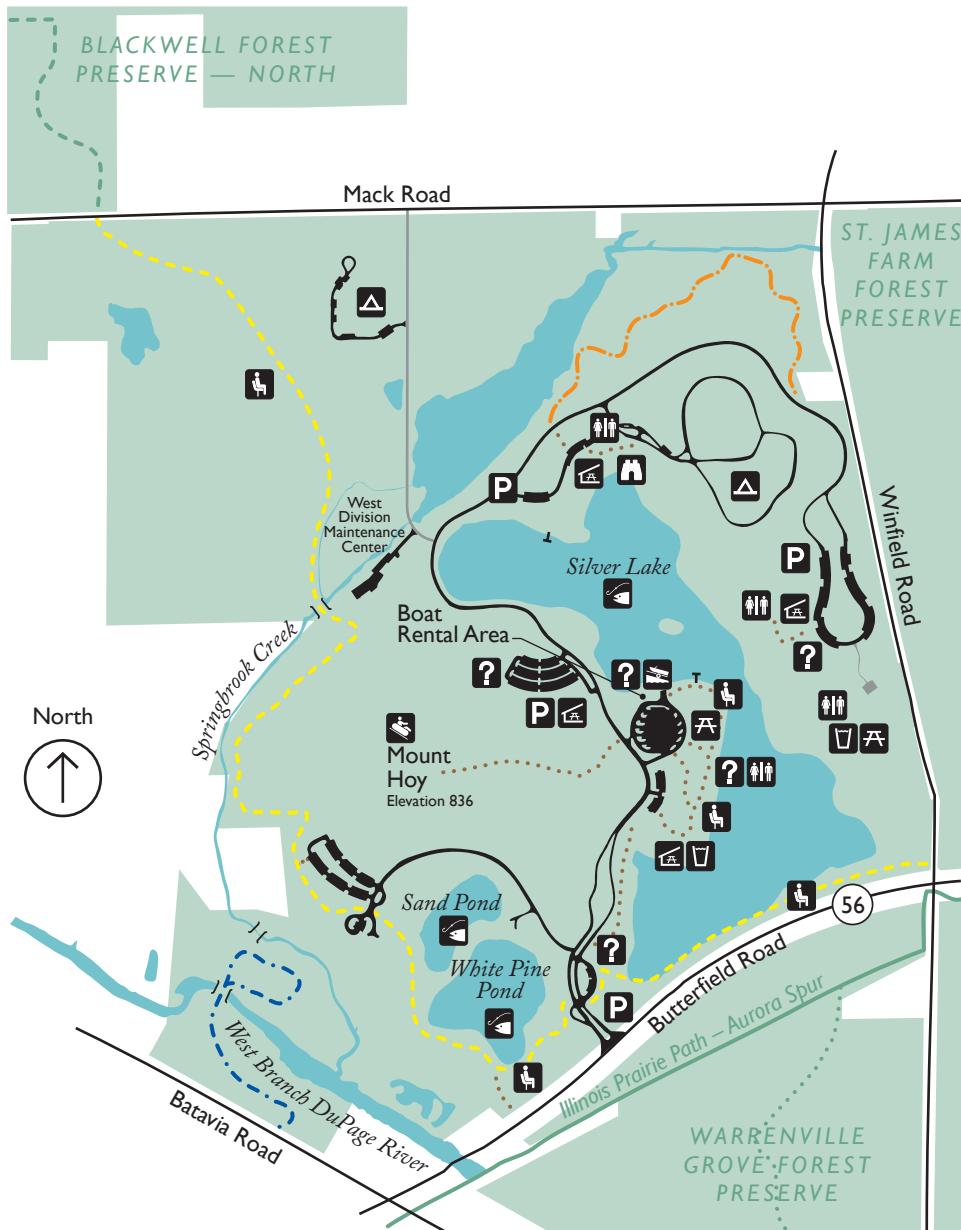 BLACKWELL FOREST
PRESERVE — NORTH
Mack Road
ST. JAMES
FARM
FOREST
PRESERVE
West
Division
Maintenance
Center
P
Winfield Road
Silver Lake
P
Boat
Rental Area
Springbrook Creek
?
?
?
P
North
Mount
Hoy
Elevation 836
?
Sand Pond
56
White Pine
Pond
?
P
Butterfield Road
Illinois Prairie Path – Aurora Spur
West Branch DuPage River
Batavia Road
WARRENVILLE
GROVE FOREST
PRESERVE